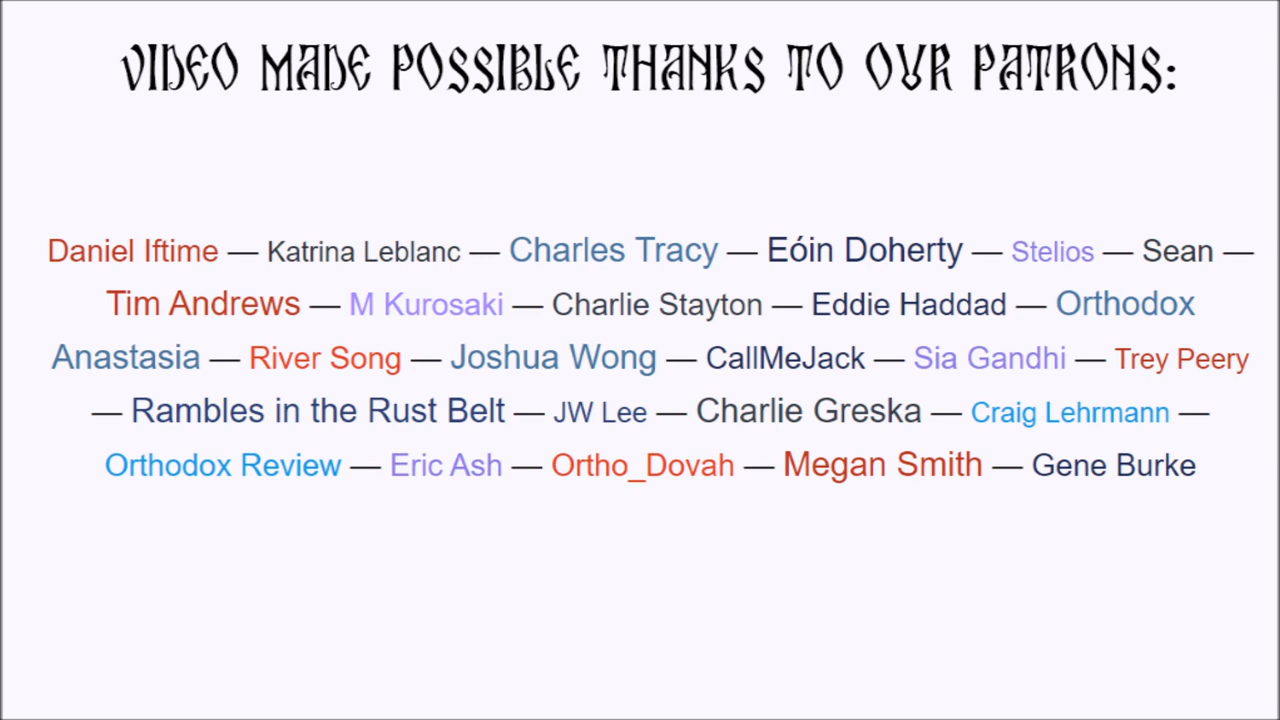 VIDEO MADE POSSIBLE THANKS TO OUR PATRONS:
Daniel Iftime — Katrina Leblanc — Charles Tracy — Eóin Doherty — Stelios — Sean —
Tim Andrews — M Kurosaki — Charlie Stayton — Eddie Haddad — Orthodox
Anastasia — River Song — Joshua Wong — CallMeJack — Sia Gandhi — Trey Peery
— Rambles in the Rust Belt — JW Lee — Charlie Greska — Craig Lehrmann —
Orthodox Review — Eric Ash — Ortho_Dovah — Megan Smith — Gene Burke